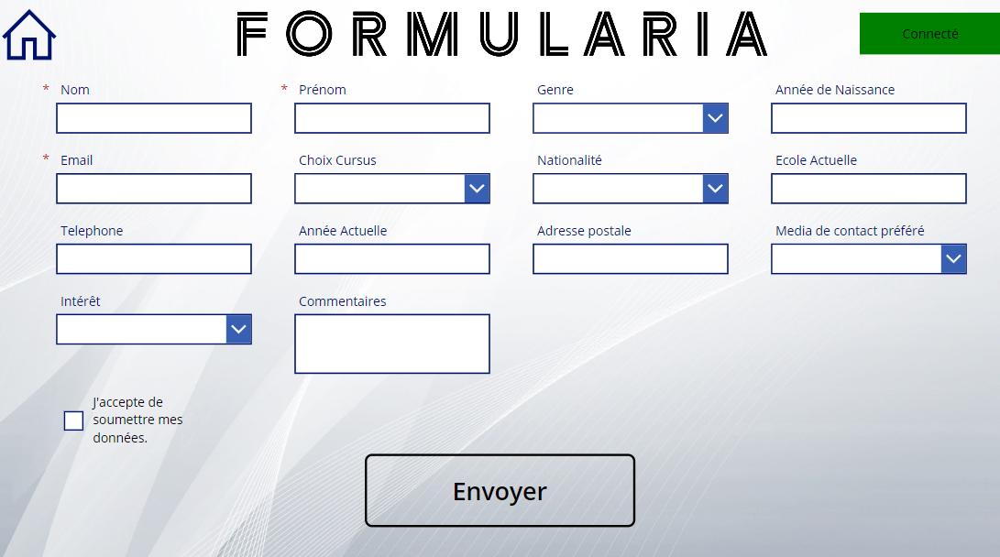 FORMULARIA
Connecté
* Nom
* Prénom
Genre
Année de Naissance
* Email
Choix Cursus
Nationalité
Ecole Actuelle
Telephone
Année Actuelle
Adresse postale
Media de contact préféré
Intérêt
Commentaires
J'accepte de
soumettre mes
données.
Envoyer